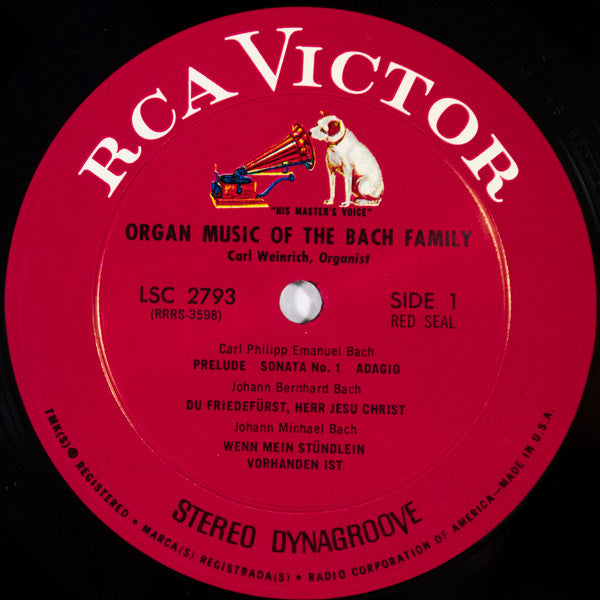 RCA VICTOR
"HIS MASTER'S VOICE"
ORGAN MUSIC OF THE BACH FAMILY
Carl Weinrich, Organist
LSC 2793
(RRRS-3598)
SIDE 1
RED SEAL
Carl Philipp Emanuel Bach
PRELUDE SONATA No. 1 ADAGIO
Johann Bernhard Bach
DU FRIEDEFÜRST, HERR JESU CHRIST
Johann Michael Bach
WENN MEIN STÜNDLEIN
VORHANDEN IST
STEREO DYNAGROOVE
TMK(S) ® REGISTERED • MARCA(S) REGISTRADA(S) • RADIO CORPORATION OF AMERICA—MADE IN U.S.A.